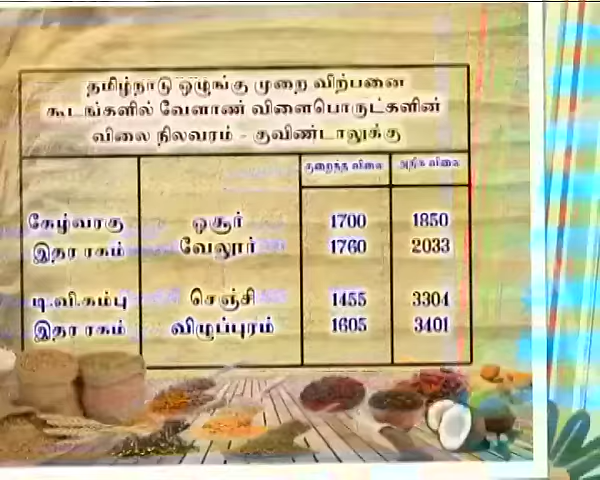 தமிழ்நாடு ஒழுங்கு முறை விற்பனை
கூடங்களில் வேளாண் விளைபொருட்களின்
விலை நிலவரம் - குவிண்டாலுக்கு
குறைந்த விலை அதிக விலை
கேழ்வரகு ஒசூர் 1700 1850
இதர ரகம் வேலூர் 1760 2033
டி.வி.கம்பு செஞ்சி 1455 3304
இதர ரகம் விழுப்புரம் 1605 3401